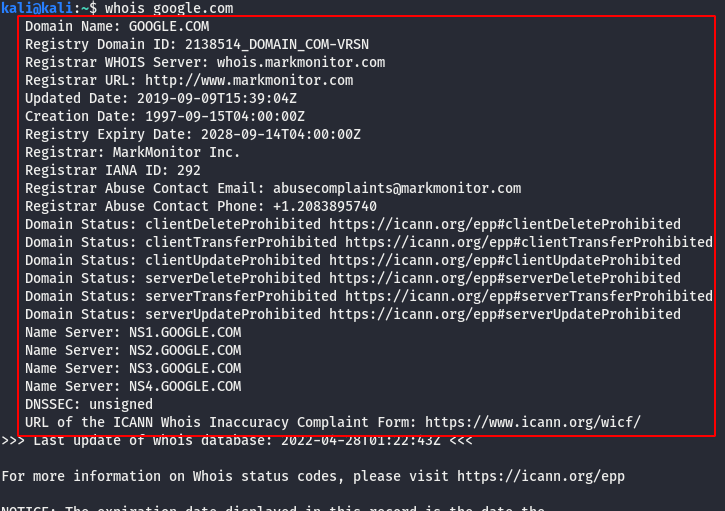 kali@kali:~$ whois google.com
Domain Name: GOOGLE.COM
Registry Domain ID: 2138514_DOMAIN_COM-VRSN
Registrar WHOIS Server: whois.markmonitor.com
Registrar URL: http://www.markmonitor.com
Updated Date: 2019-09-09T15:39:04Z
Creation Date: 1997-09-15T04:00:00Z
Registry Expiry Date: 2028-09-14T04:00:00Z
Registrar: MarkMonitor Inc.
Registrar IANA ID: 292
Registrar Abuse Contact Email: abusecomplaints@markmonitor.com
Registrar Abuse Contact Phone: +1.2083895740
Domain Status: clientDeleteProhibited https://icann.org/epp#clientDeleteProhibited
Domain Status: clientTransferProhibited https://icann.org/epp#clientTransferProhibited
Domain Status: clientUpdateProhibited https://icann.org/epp#clientUpdateProhibited
Domain Status: serverDeleteProhibited https://icann.org/epp#serverDeleteProhibited
Domain Status: serverTransferProhibited https://icann.org/epp#serverTransferProhibited
Domain Status: serverUpdateProhibited https://icann.org/epp#serverUpdateProhibited
Name Server: NS1.GOOGLE.COM
Name Server: NS2.GOOGLE.COM
Name Server: NS3.GOOGLE.COM
Name Server: NS4.GOOGLE.COM
DNSSEC: unsigned
URL of the ICANN Whois Inaccuracy Complaint Form: https://www.icann.org/wicf/
>>> Last update of whois database: 2022-04-28T01:22:43Z <<<
For more information on Whois status codes, please visit https://icann.org/epp
NOTICE: The expiration date displayed in this record is the date the